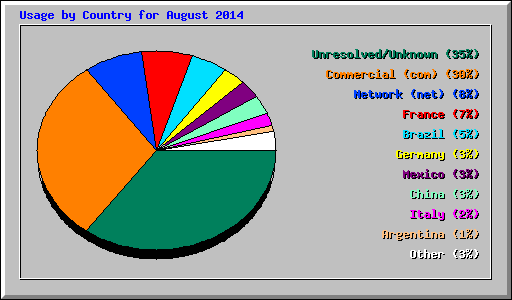 Usage by Country for August 2014
Unresolved/Unknown (35%)
Commercial (com) (30%)
Network (net) (8%)
France (7%)
Brazil (5%)
Germany (3%)
Mexico (3%)
China (3%)
Italy (2%)
Argentina (1%)
Other (3%)